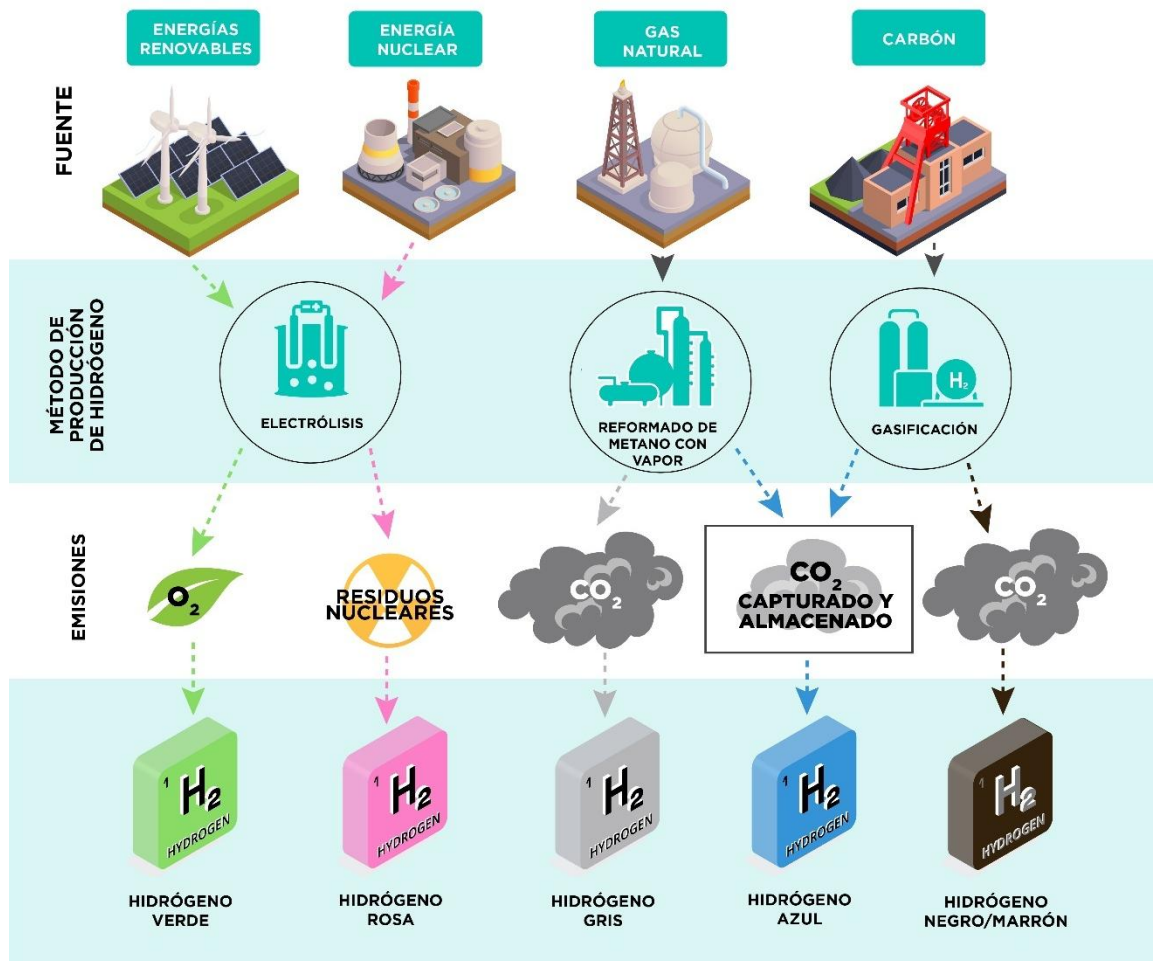 ENERGÍAS
RENOVABLES
ENERGÍA
NUCLEAR
GAS
NATURAL
CARBÓN
FUENTE
MÉTODO DE
PRODUCCIÓN
DE HIDRÓGENO
ELECTRÓLISIS
REFORMADO DE
METANO CON
VAPOR
H2
GASIFICACIÓN
EMISIONES
O2
RESIDUOS
NUCLEARES
CO2
CO2
CAPTURADO Y
ALMACENADO
CO2
1
H2
HYDROGEN
1
H2
HYDROGEN
1
H2
HYDROGEN
1
H2
HYDROGEN
1
H2
HYDROGEN
HIDRÓGENO
VERDE
HIDRÓGENO
ROSA
HIDRÓGENO
GRIS
HIDRÓGENO
AZUL
HIDRÓGENO
NEGRO/MARRÓN